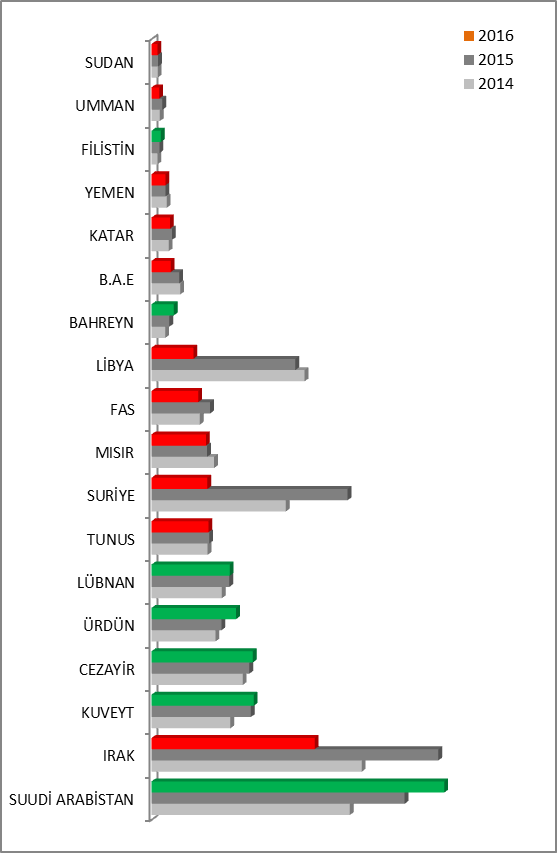 2016
2015
2014
SUDAN
UMMAN
FİLİSTİN
YEMEN
KATAR
B.A.E
BAHREYN
LİBYA
FAS
MISIR
SURİYE
TUNUS
LÜBNAN
ÜRDÜN
CEZAYİR
KUVEYT
IRAK
SUUDİ ARABİSTAN